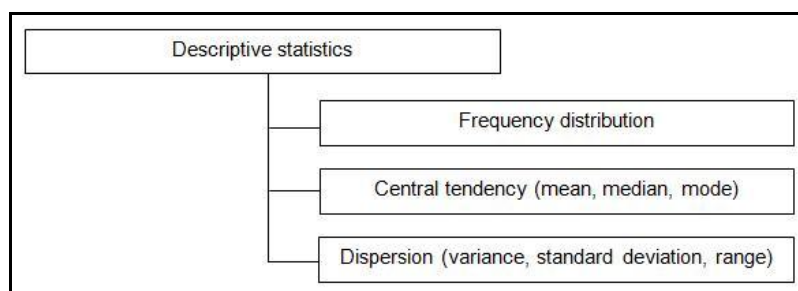 Descriptive statistics
Frequency distribution
Central tendency (mean, median, mode)
Dispersion (variance, standard deviation, range)